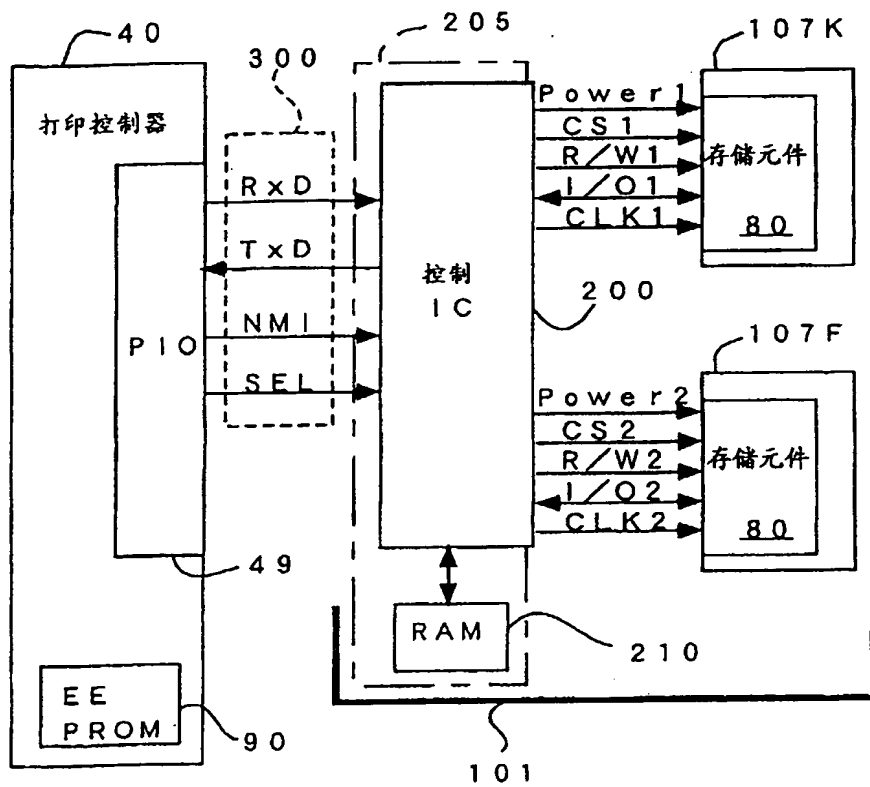 40
205
107K
300
打印控制器
Power1
CS1
R/W1
I/O1
CLK1
存储元件
80
RxD
TxD
NMI
SEL
PIO
控制
IC
200
107F
Power2
CS2
R/W2
I/O2
CLK2
存储元件
80
49
RAM
210
EE
PROM
90
101